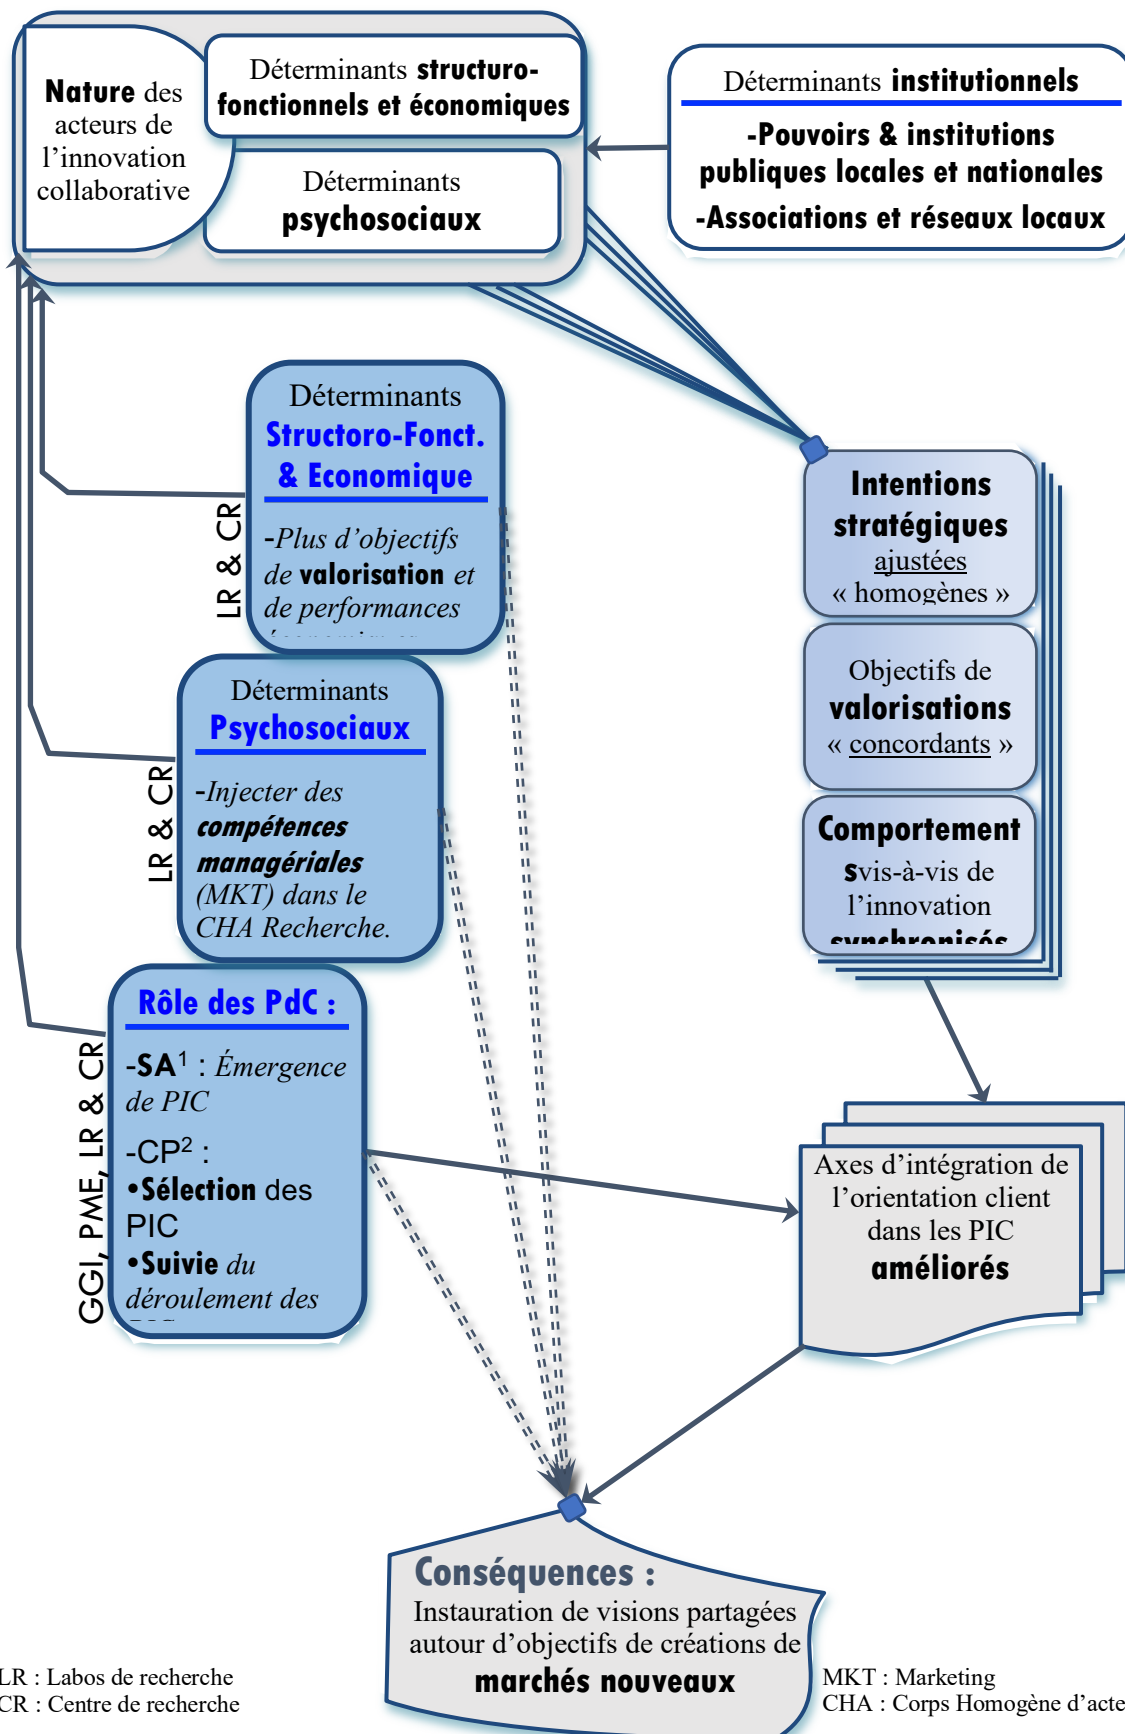 Nature des
acteurs de
l’innovation
collaborative
Déterminants structuro-
fonctionnels et économiques
Déterminants
psychosociaux
Déterminants institutionnels
-Pouvoirs & institutions
publiques locales et nationales
-Associations et réseaux locaux
Déterminants
Structoro-Fonct.
& Economique
-Plus d’objectifs
de valorisation et
de performances
LR & CR
Déterminants
Psychosociaux
-Injecter des
compétences
managériales
(MKT) dans le
CHA Recherche.
LR & CR
Rôle des PdC :
-SA¹ : Émergence
de PIC
-CP² :
•Sélection des
PIC
•Suivie du
déroulement des
GGI, PME, LR & CR
Intentions
stratégiques
ajustées
« homogènes »
Objectifs de
valorisations
« concordants »
Comportement
svis-à-vis de
l’innovation
synchronisés
Axes d’intégration de
l’orientation client
dans les PIC
améliorés
Conséquences :
Instauration de visions partagées
autour d’objectifs de créations de
marchés nouveaux
LR : Labos de recherche
CR : Centre de recherche
MKT : Marketing
CHA : Corps Homogène d’acte